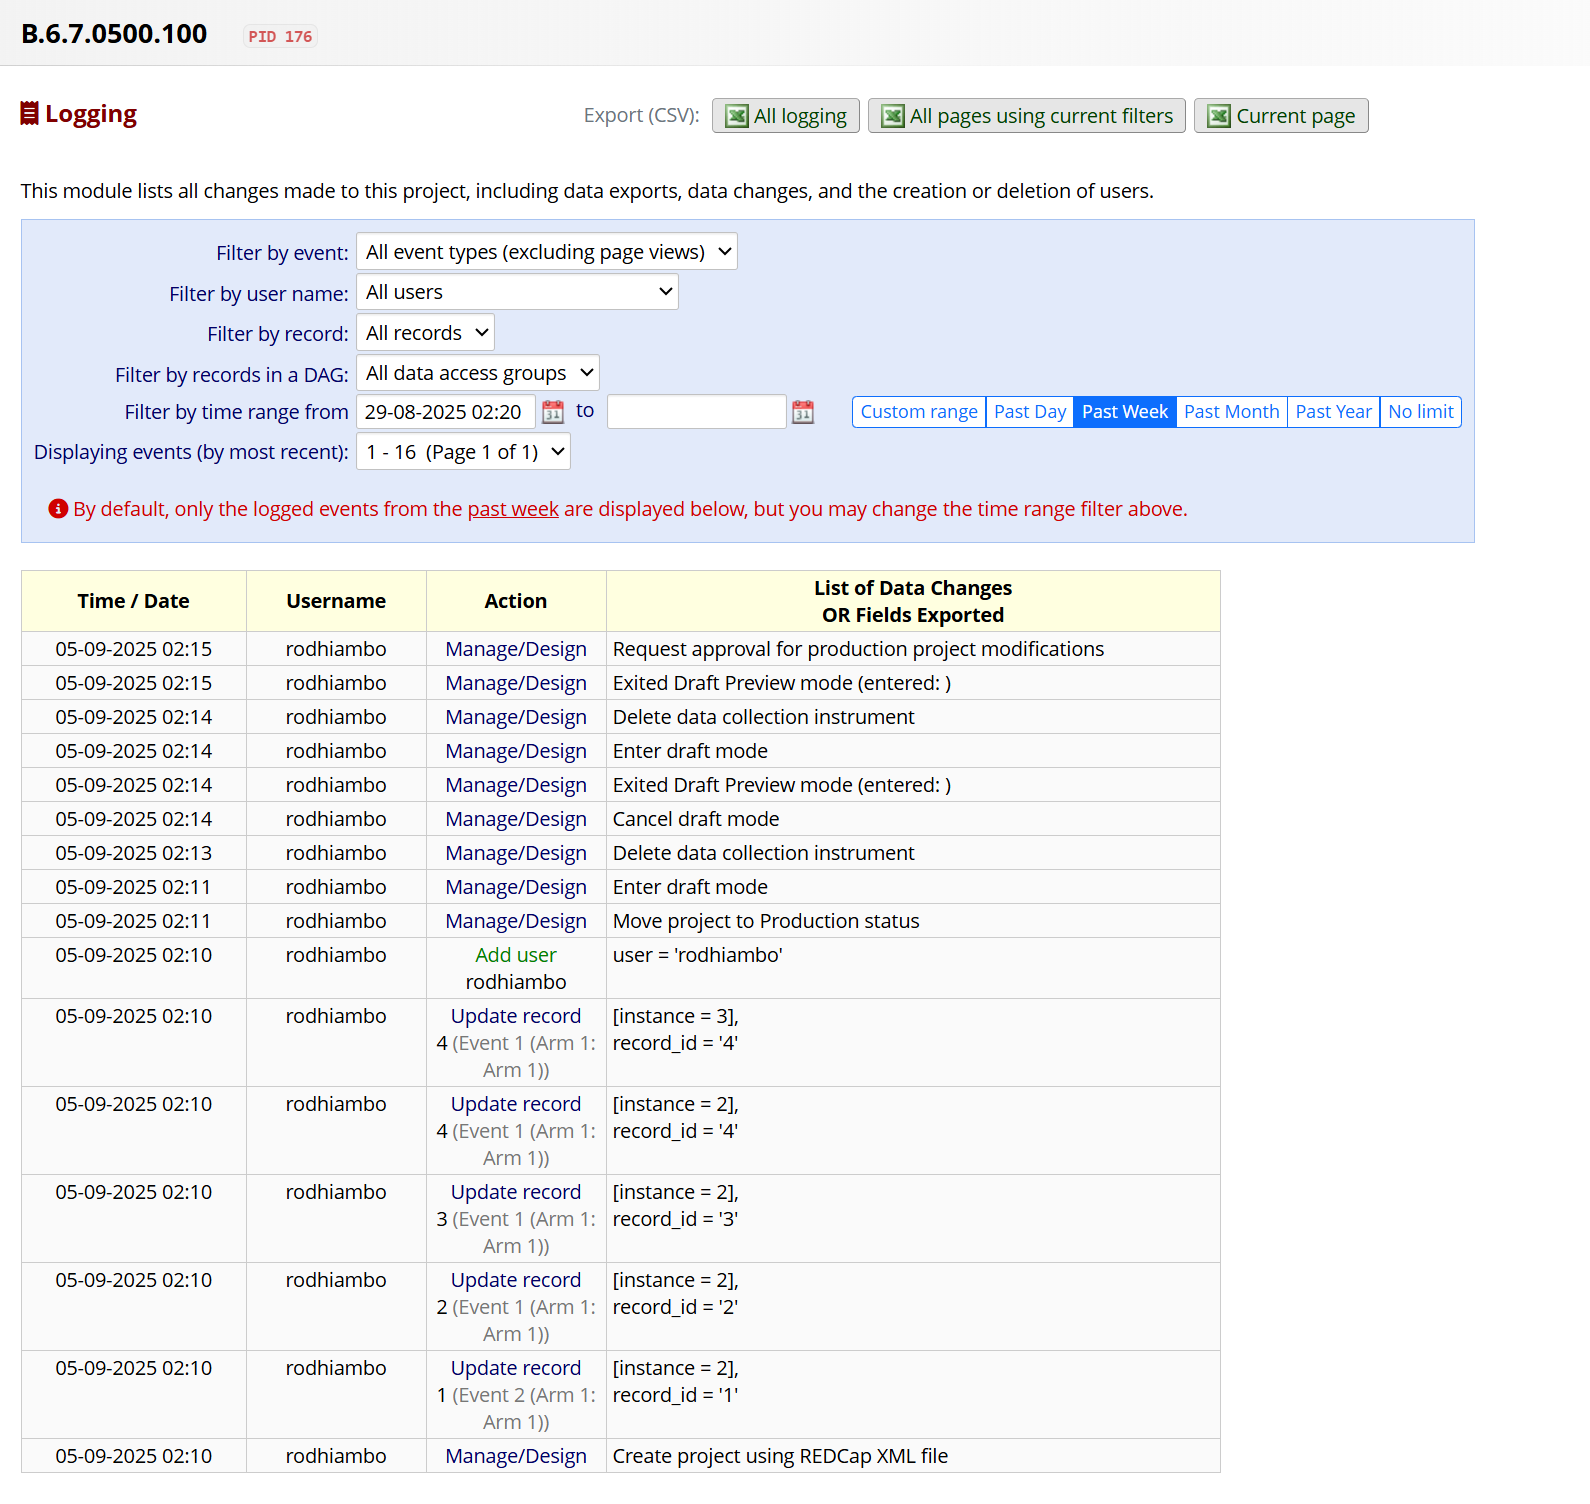 B.6.7.0500.100 PID 176
Logging Export (CSV): All logging All pages using current filters Current page
This module lists all changes made to this project, including data exports, data changes, and the creation or deletion of users.
Filter by event: All event types (excluding page views)
Filter by user name: All users
Filter by record: All records
Filter by records in a DAG: All data access groups
Filter by time range from 29-08-2025 02:20 31 to 31 Custom range Past Day Past Week Past Month Past Year No limit
Displaying events (by most recent): 1 - 16 (Page 1 of 1)
By default, only the logged events from the past week are displayed below, but you may change the time range filter above.
Time / Date Username Action List of Data Changes
OR Fields Exported
05-09-2025 02:15 rodhiambo Manage/Design Request approval for production project modifications
05-09-2025 02:15 rodhiambo Manage/Design Exited Draft Preview mode (entered: )
05-09-2025 02:14 rodhiambo Manage/Design Delete data collection instrument
05-09-2025 02:14 rodhiambo Manage/Design Enter draft mode
05-09-2025 02:14 rodhiambo Manage/Design Exited Draft Preview mode (entered: )
05-09-2025 02:14 rodhiambo Manage/Design Cancel draft mode
05-09-2025 02:13 rodhiambo Manage/Design Delete data collection instrument
05-09-2025 02:11 rodhiambo Manage/Design Enter draft mode
05-09-2025 02:11 rodhiambo Manage/Design Move project to Production status
05-09-2025 02:10 rodhiambo Add user user = 'rodhiambo'
rodhiambo
05-09-2025 02:10 rodhiambo Update record [instance = 3],
4 (Event 1 (Arm 1: record_id = '4'
Arm 1))
05-09-2025 02:10 rodhiambo Update record [instance = 2],
4 (Event 1 (Arm 1: record_id = '4'
Arm 1))
05-09-2025 02:10 rodhiambo Update record [instance = 2],
3 (Event 1 (Arm 1: record_id = '3'
Arm 1))
05-09-2025 02:10 rodhiambo Update record [instance = 2],
2 (Event 1 (Arm 1: record_id = '2'
Arm 1))
05-09-2025 02:10 rodhiambo Update record [instance = 2],
1 (Event 2 (Arm 1: record_id = '1'
Arm 1))
05-09-2025 02:10 rodhiambo Manage/Design Create project using REDCap XML file